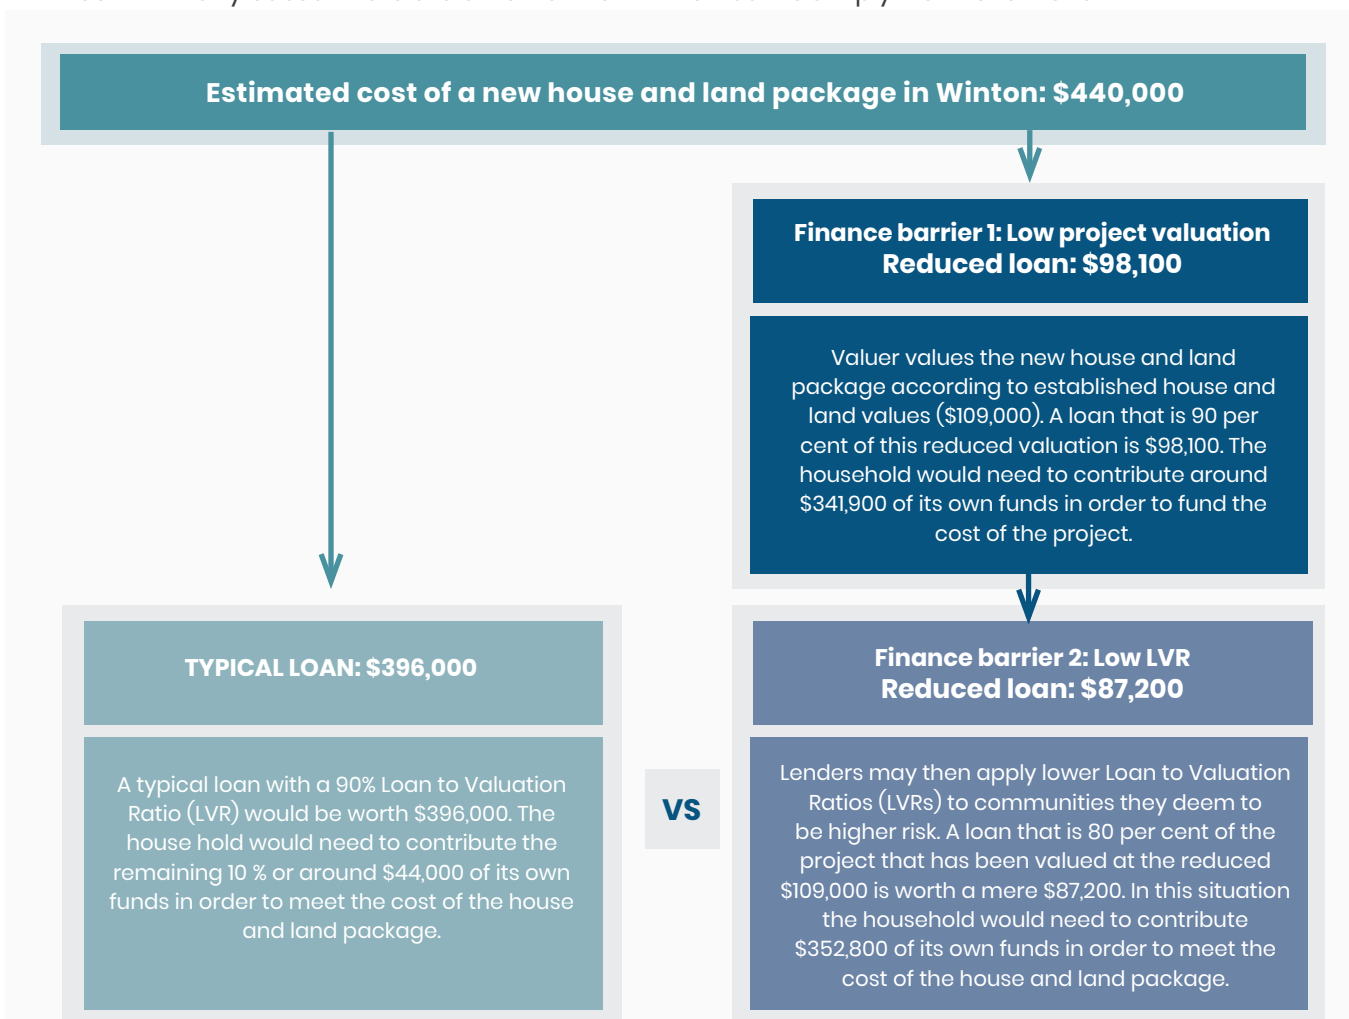 Estimated cost of a new house and land package in Winton: $440,000
Finance barrier 1: Low project valuation
Reduced loan: $98,100
Valuer values the new house and land
package according to established house and
land values ($109,000). A loan that is 90 per
cent of this reduced valuation is $98,100. The
household would need to contribute around
$341,900 of its own funds in order to fund the
cost of the project.
TYPICAL LOAN: $396,000
A typical loan with a 90% Loan to Valuation
Ratio (LVR) would be worth $396,000. The
house hold would need to contribute the
remaining 10 % or around $44,000 of its own
funds in order to meet the cost of the house
and land package.
VS
Finance barrier 2: Low LVR
Reduced loan: $87,200
Lenders may then apply lower Loan to Valuation
Ratios (LVRs) to communities they deem to
be higher risk. A loan that is 80 per cent of the
project that has been valued at the reduced
$109,000 is worth a mere $87,200. In this situation
the household would need to contribute
$352,800 of its own funds in order to meet the
cost of the house and land package.